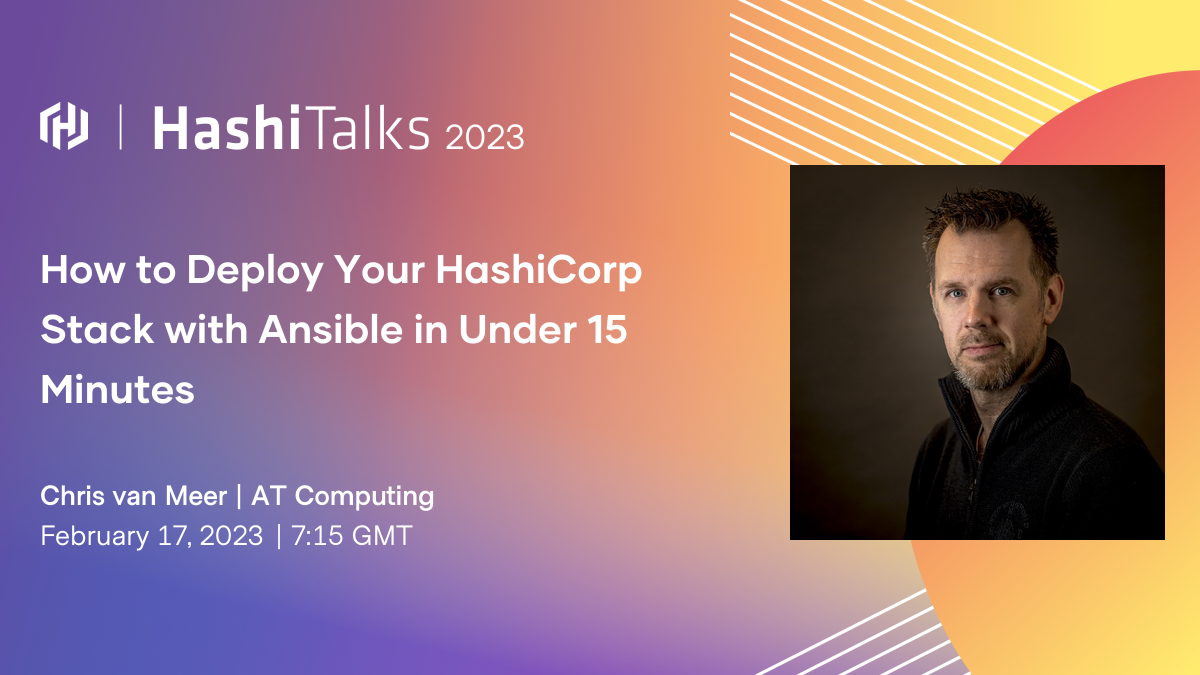 HashiTalks 2023
How to Deploy Your HashiCorp
Stack with Ansible in Under 15
Minutes
Chris van Meer | AT Computing
February 17, 2023 | 7:15 GMT